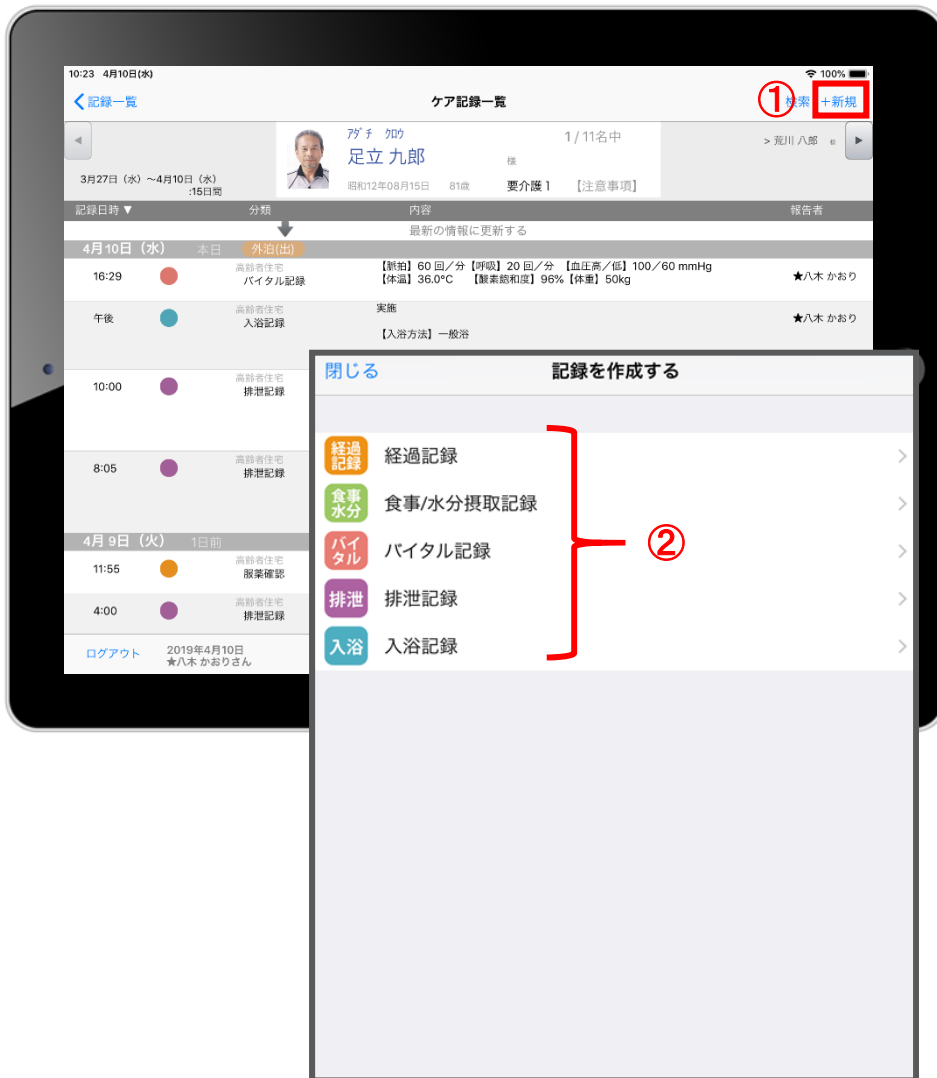 10:23 4月10日(水)
100%
記録一覧
ケア記録一覧
①
検索
+新規
アダチ クロウ
足立 九郎
様
1 / 11名中
> 荒川 八郎
3月27日（水）～4月10日（水）
:15日間
昭和12年08月15日 81歳 要介護 1 【注意事項】
記録日時▼ 分類 内容 報告者
最新の情報に更新する
4月10日（水） 本日 外泊(出)
16:29
高齢者住宅
バイタル記録
【脈拍】60 回／分【呼吸】20 回／分 【血圧高／低】100／60 mmHg
【体温】36.0°C 【酸素飽和度】96%【体重】50kg
★八木 かおり
午後
高齢者住宅
入浴記録
実施
【入浴方法】一般浴
★八木 かおり
10:00
高齢者住宅
排泄記録
8:05
高齢者住宅
排泄記録
4月 9日（火） 1日前
11:55
高齢者住宅
服薬確認
4:00
高齢者住宅
排泄記録
ログアウト
2019年4月10日
★八木 かおりさん
閉じる
記録を作成する
経過
記録
経過記録
食事
水分
食事/水分摂取記録
バイ
タル
バイタル記録
②
排泄
排泄記録
入浴
入浴記録